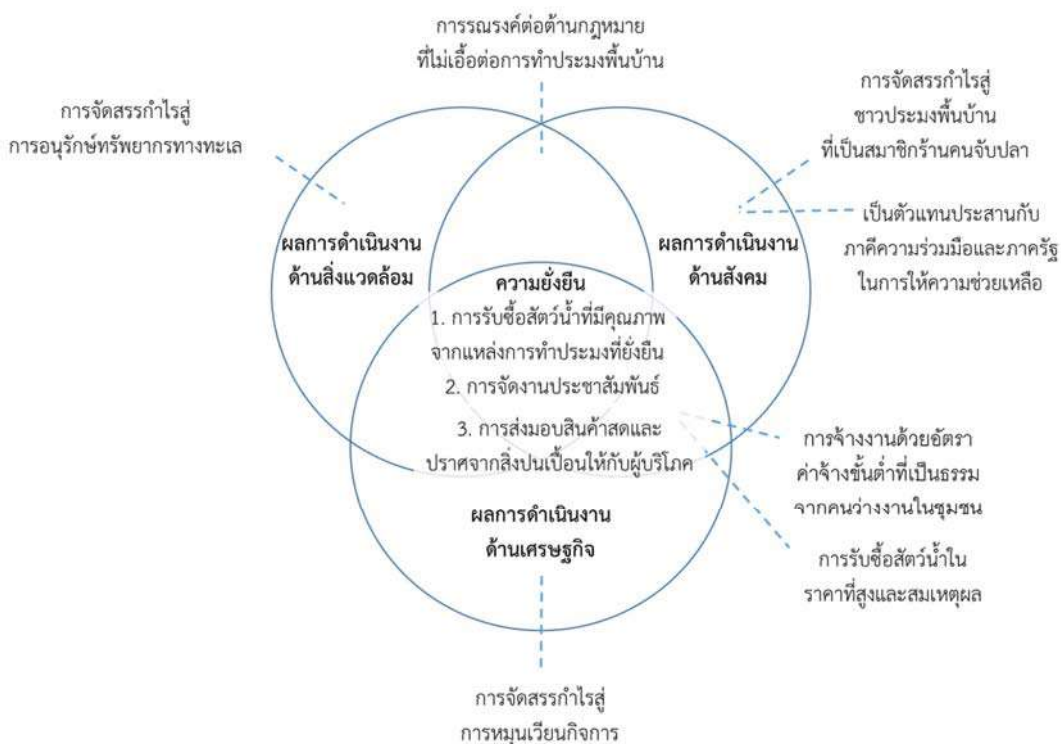 การรณรงค์ต่อต้านกฎหมาย
ที่ไม่เอื้อต่อการทำประมงพื้นบ้าน
การจัดสรรกำไรสู่
การอนุรักษ์ทรัพยากรทางทะเล
การจัดสรรกำไรสู่
ชาวประมงพื้นบ้าน
ที่เป็นสมาชิกร้านคนจับปลา
เป็นตัวแทนประสานกับ
ภาคีความร่วมมือและภาครัฐ
ในการให้ความช่วยเหลือ
ผลการดำเนินงาน
ด้านสิ่งแวดล้อม
ผลการดำเนินงาน
ด้านสังคม
ความยั่งยืน
1. การรับซื้อสัตว์น้ำที่มีคุณภาพ
จากแหล่งการทำประมงที่ยั่งยืน
2. การจัดงานประชาสัมพันธ์
3. การส่งมอบสินค้าสดและ
ปราศจากสิ่งปนเปื้อนให้กับผู้บริโภค
การจ้างงานด้วยอัตรา
ค่าจ้างขั้นต่ำที่เป็นธรรม
จากคนว่างงานในชุมชน
การรับซื้อสัตว์น้ำใน
ราคาที่สูงและสมเหตุผล
ผลการดำเนินงาน
ด้านเศรษฐกิจ
การจัดสรรกำไรสู่
การหมุนเวียนกิจการ